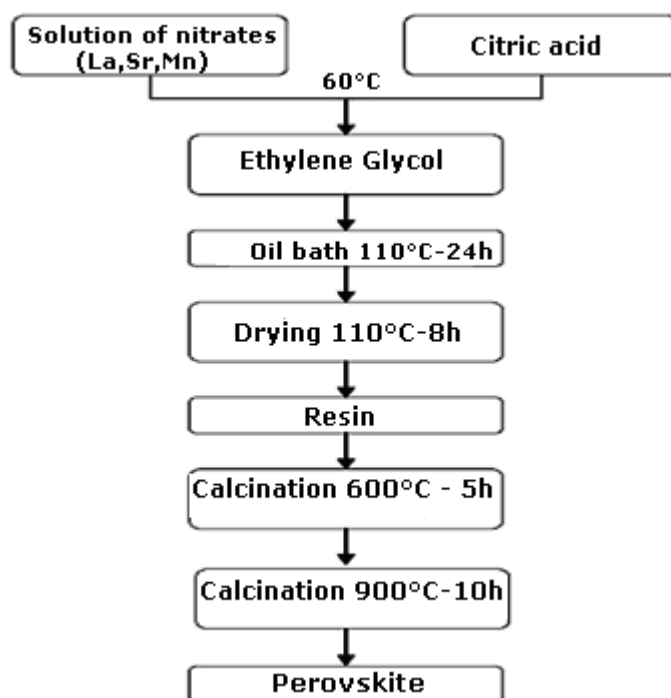 Solution of nitrates
(La,Sr,Mn)
Citric acid
60°C
Ethylene Glycol
Oil bath 110°C-24h
Drying 110°C-8h
Resin
Calcination 600°C - 5h
Calcination 900°C-10h
Perovskite